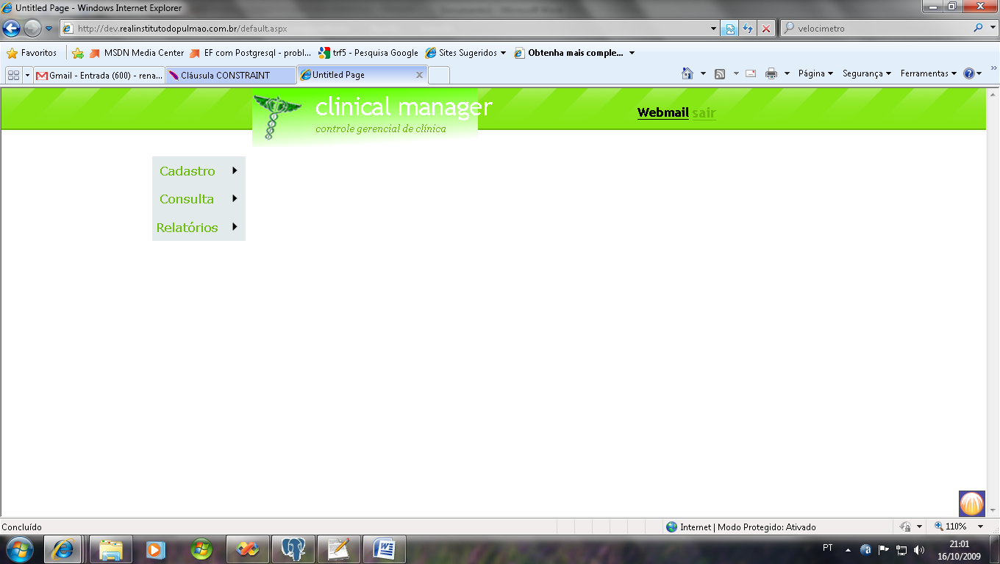 Untitled Page - Windows Internet Explorer
http://dev.realinstitutodopulmao.com.br/default.aspx
velocimetro
Favoritos MSDN Media Center EF com Postgresql - probl... trf5 - Pesquisa Google Sites Sugeridos Obtenha mais comple...
Gmail - Entrada (600) - rena... Cláusula CONSTRAINT Untitled Page Página Segurança Ferramentas
clinical manager
controle gerencial de clínica
Webmail sair
Cadastro
Consulta
Relatórios
Concluído Internet | Modo Protegido: Ativado 110%
PT 21:01
16/10/2009